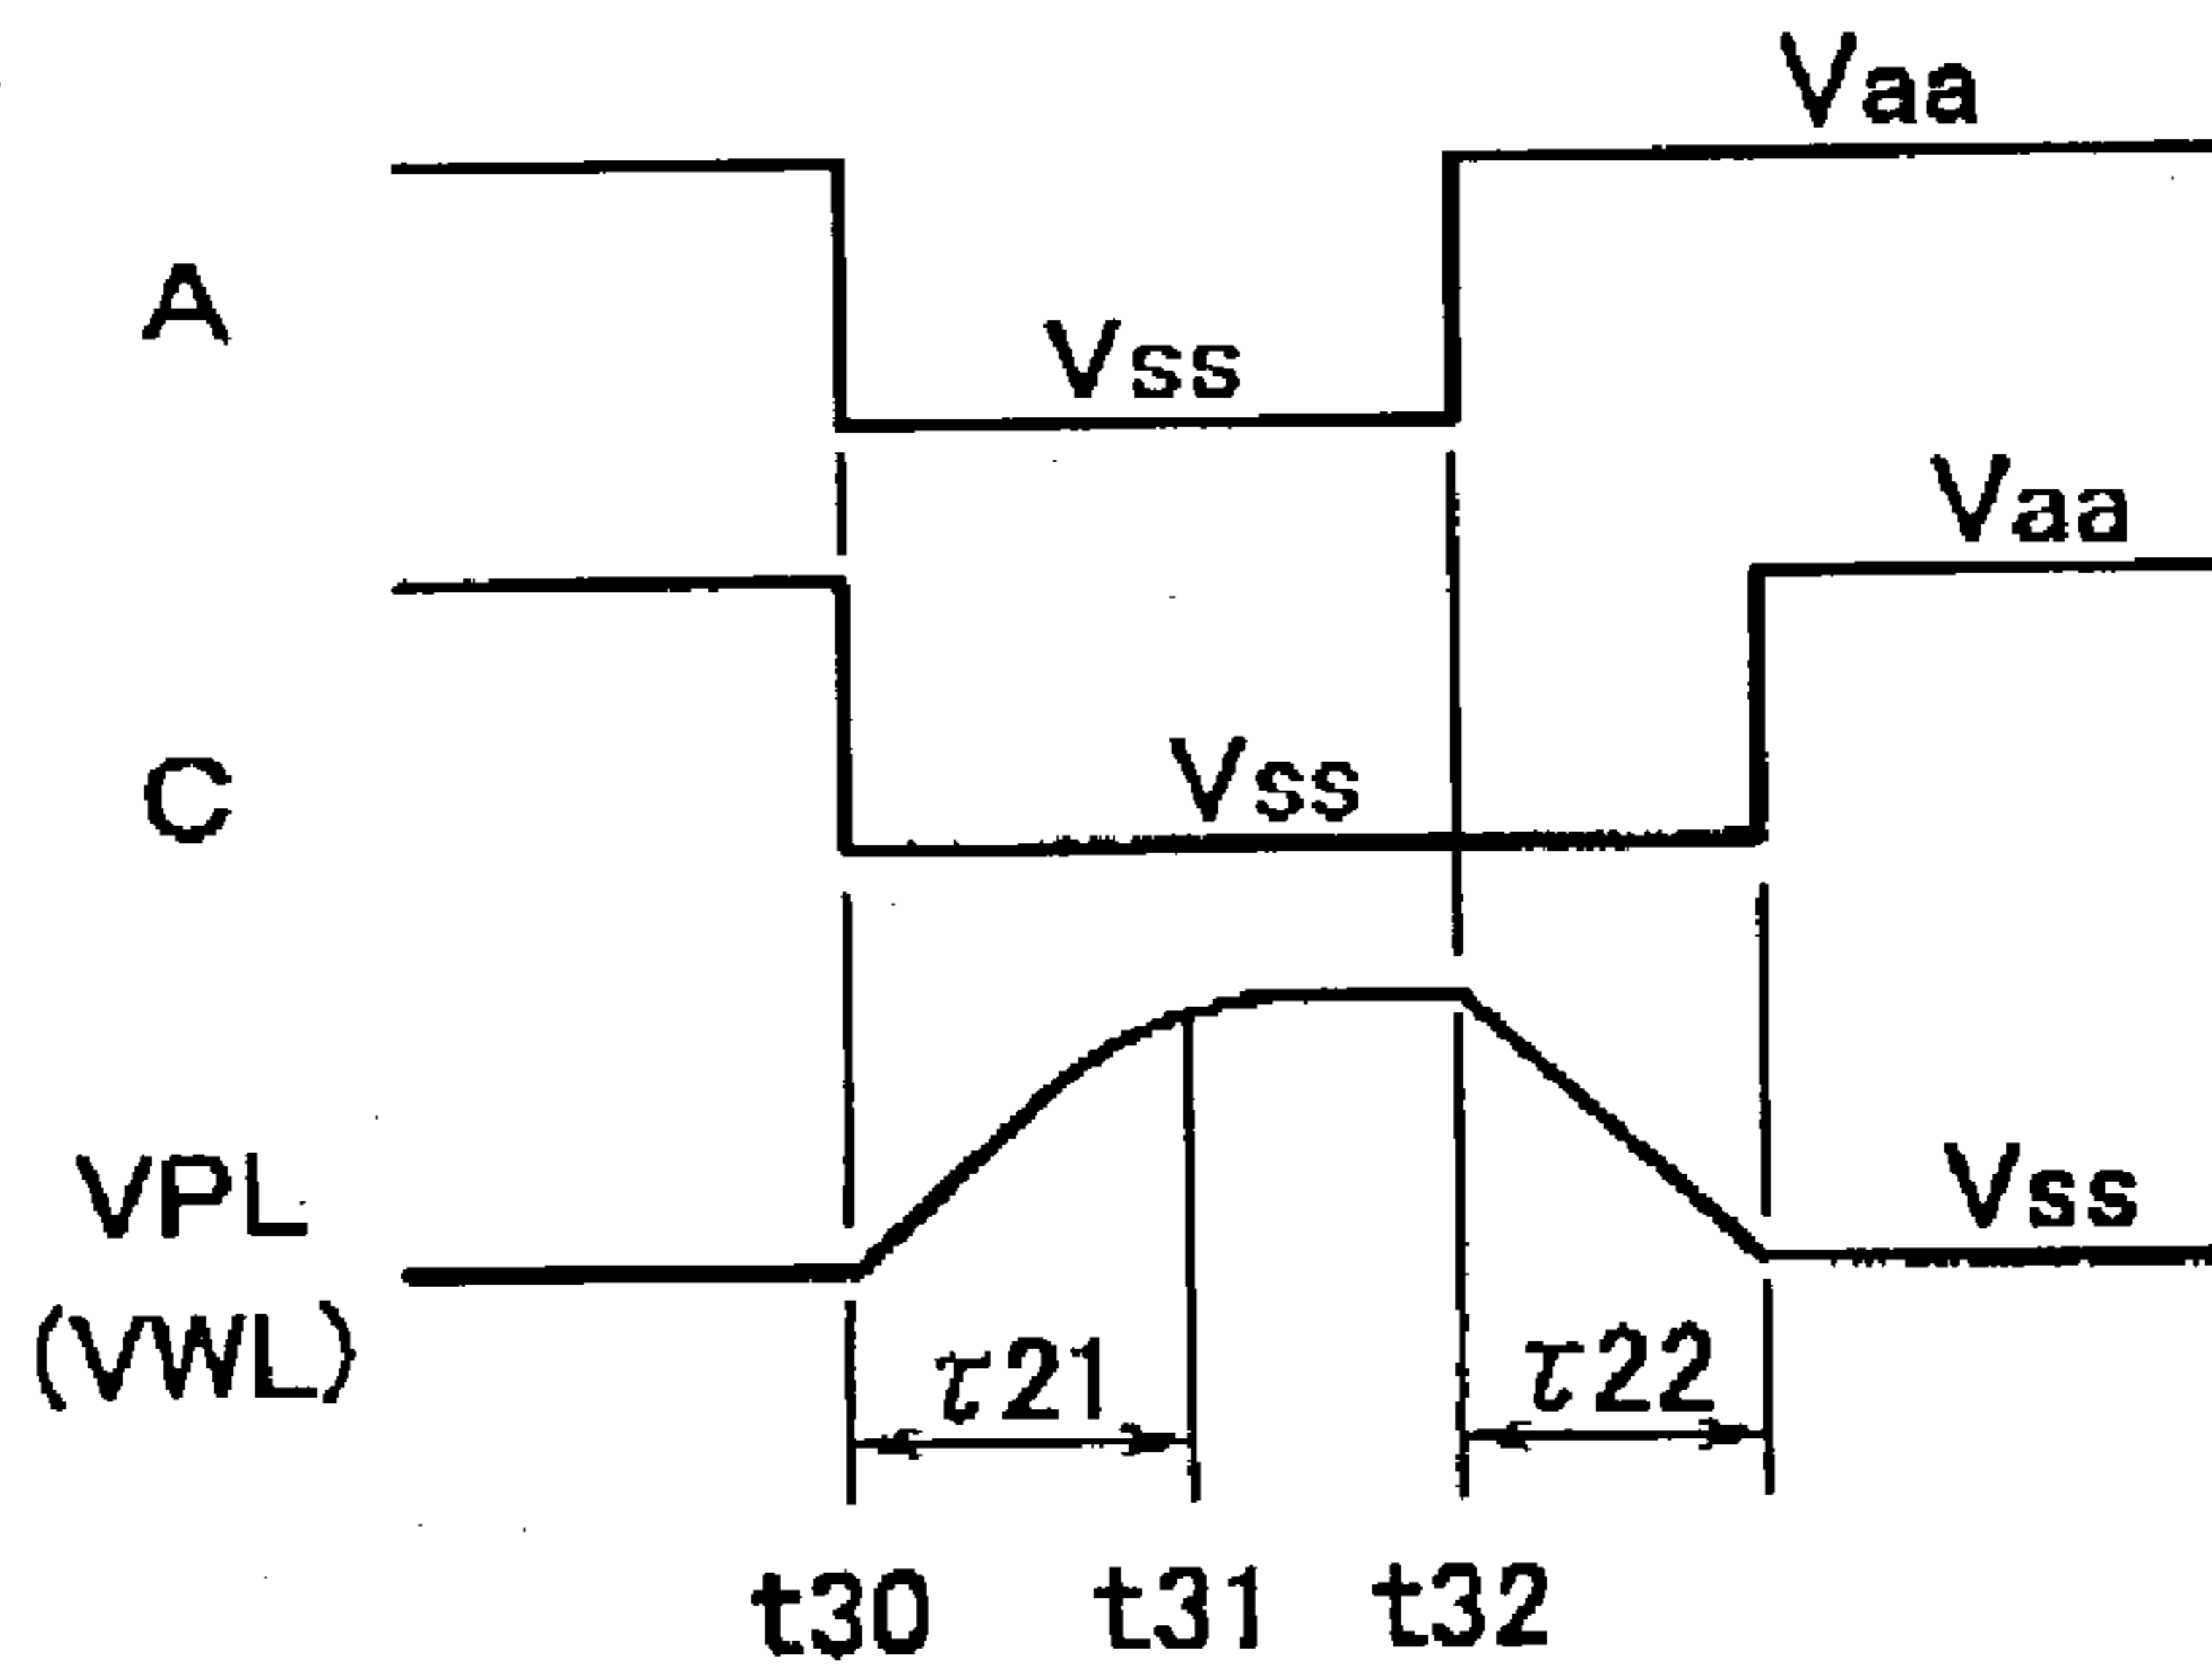 Vaa
A
Vss
Vaa
C
Vss
VPL
Vss
(VWL)
τ21
τ22
t30 t31 t32